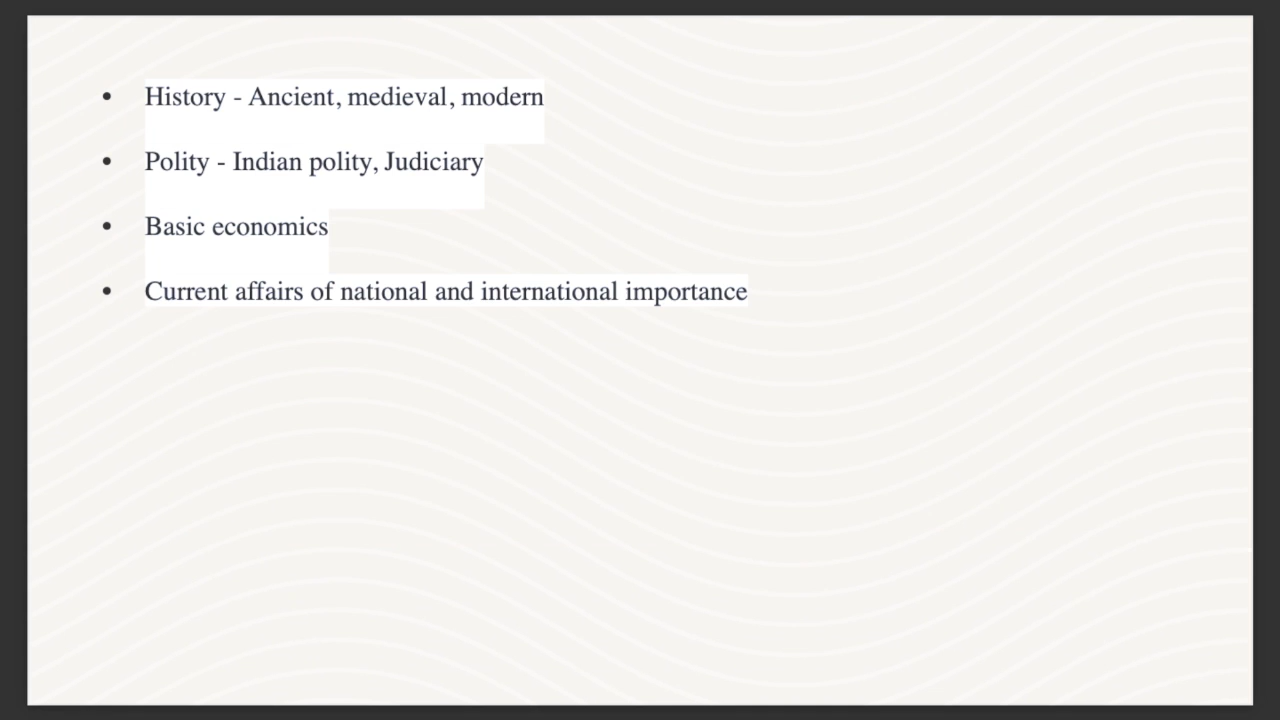 • History - Ancient, medieval, modern
• Polity - Indian polity, Judiciary
• Basic economics
• Current affairs of national and international importance